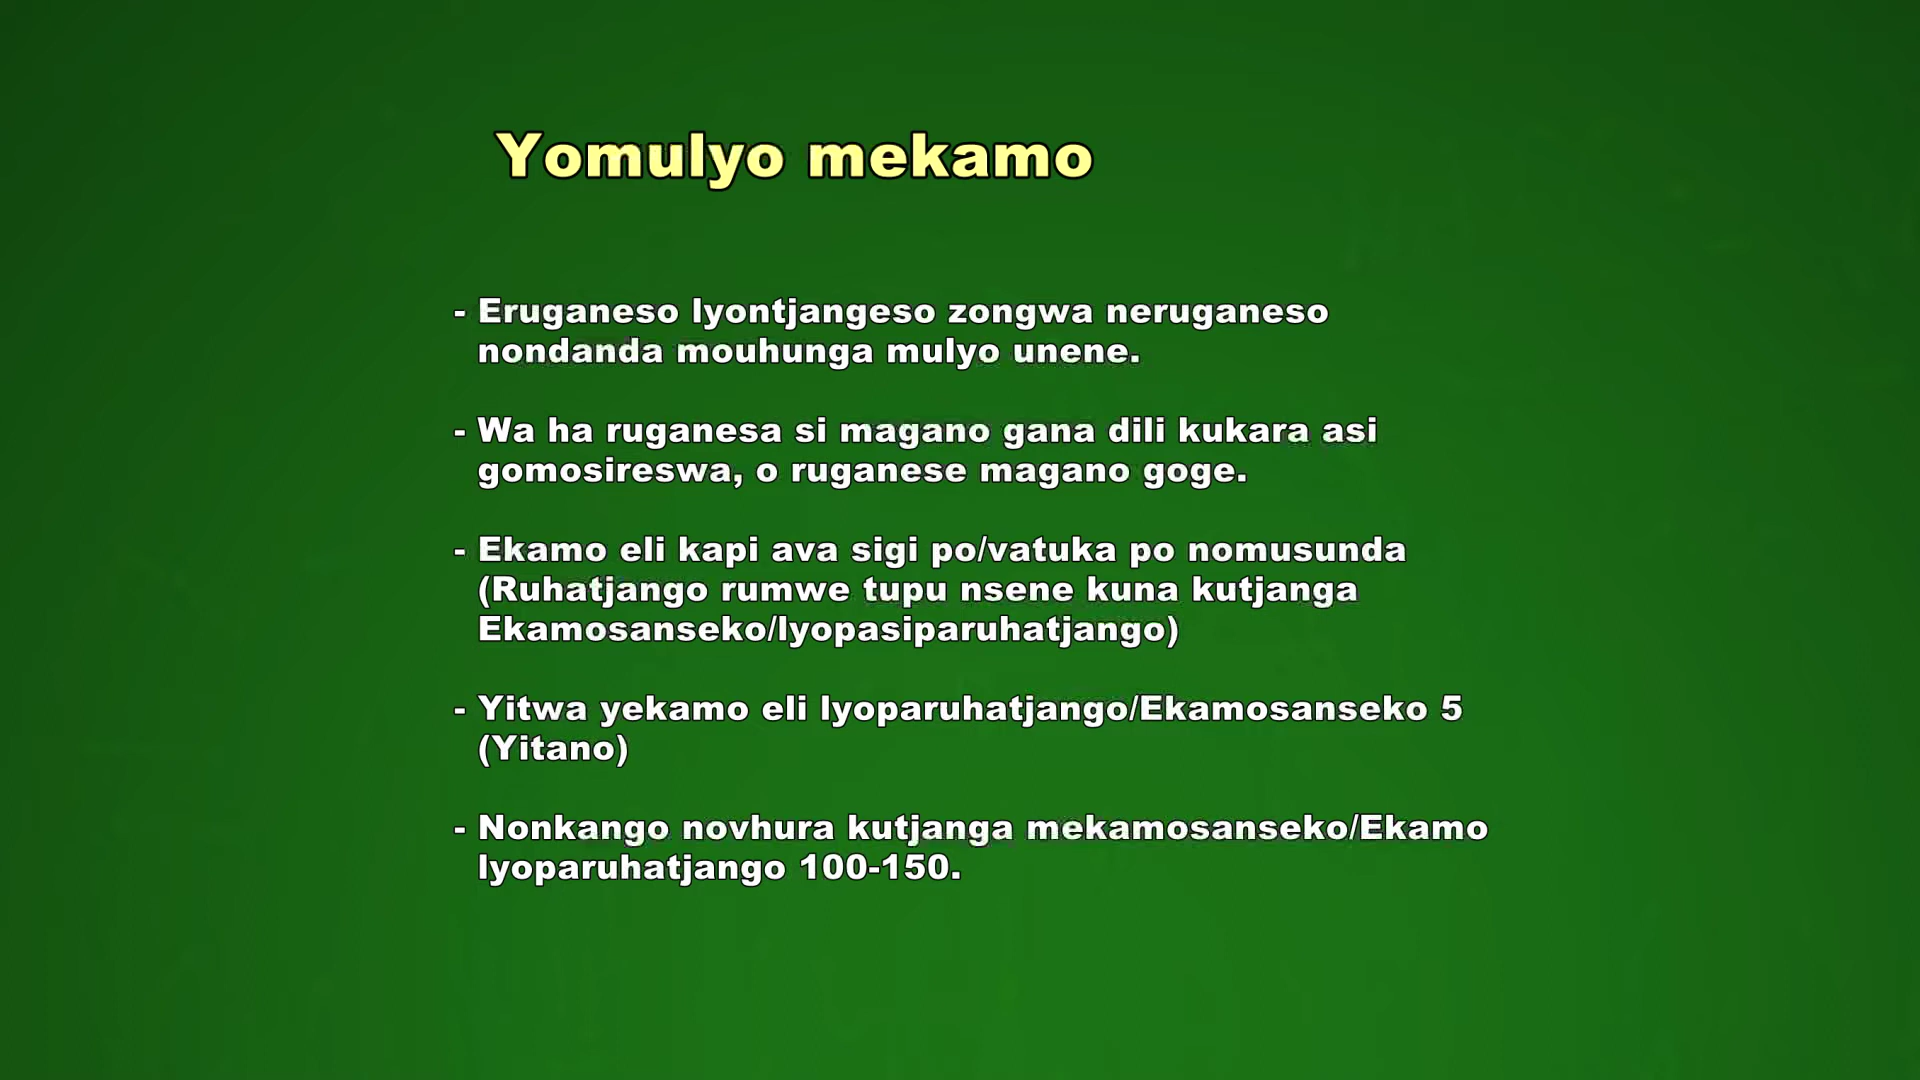 Yomulyo mekamo
- Eruganeso lyontjangeso zongwa neruganeso
nondanda mouhunga mulyo unene.
- Wa ha ruganesa si magano gana dili kukara asi
gomosireswa, o ruganese magano goge.
- Ekamo eli kapi ava sigi po/vatuka po nomusunda
(Ruhatjango rumwe tupu nsene kuna kutjanga
Ekamosanseko/lyopasiparuhatjango)
- Yitwa yekamo eli lyoparuhatjango/Ekamosanseko 5
(Yitano)
- Nonkango novhura kutjanga mekamosanseko/Ekamo
lyoparuhatjango 100-150.